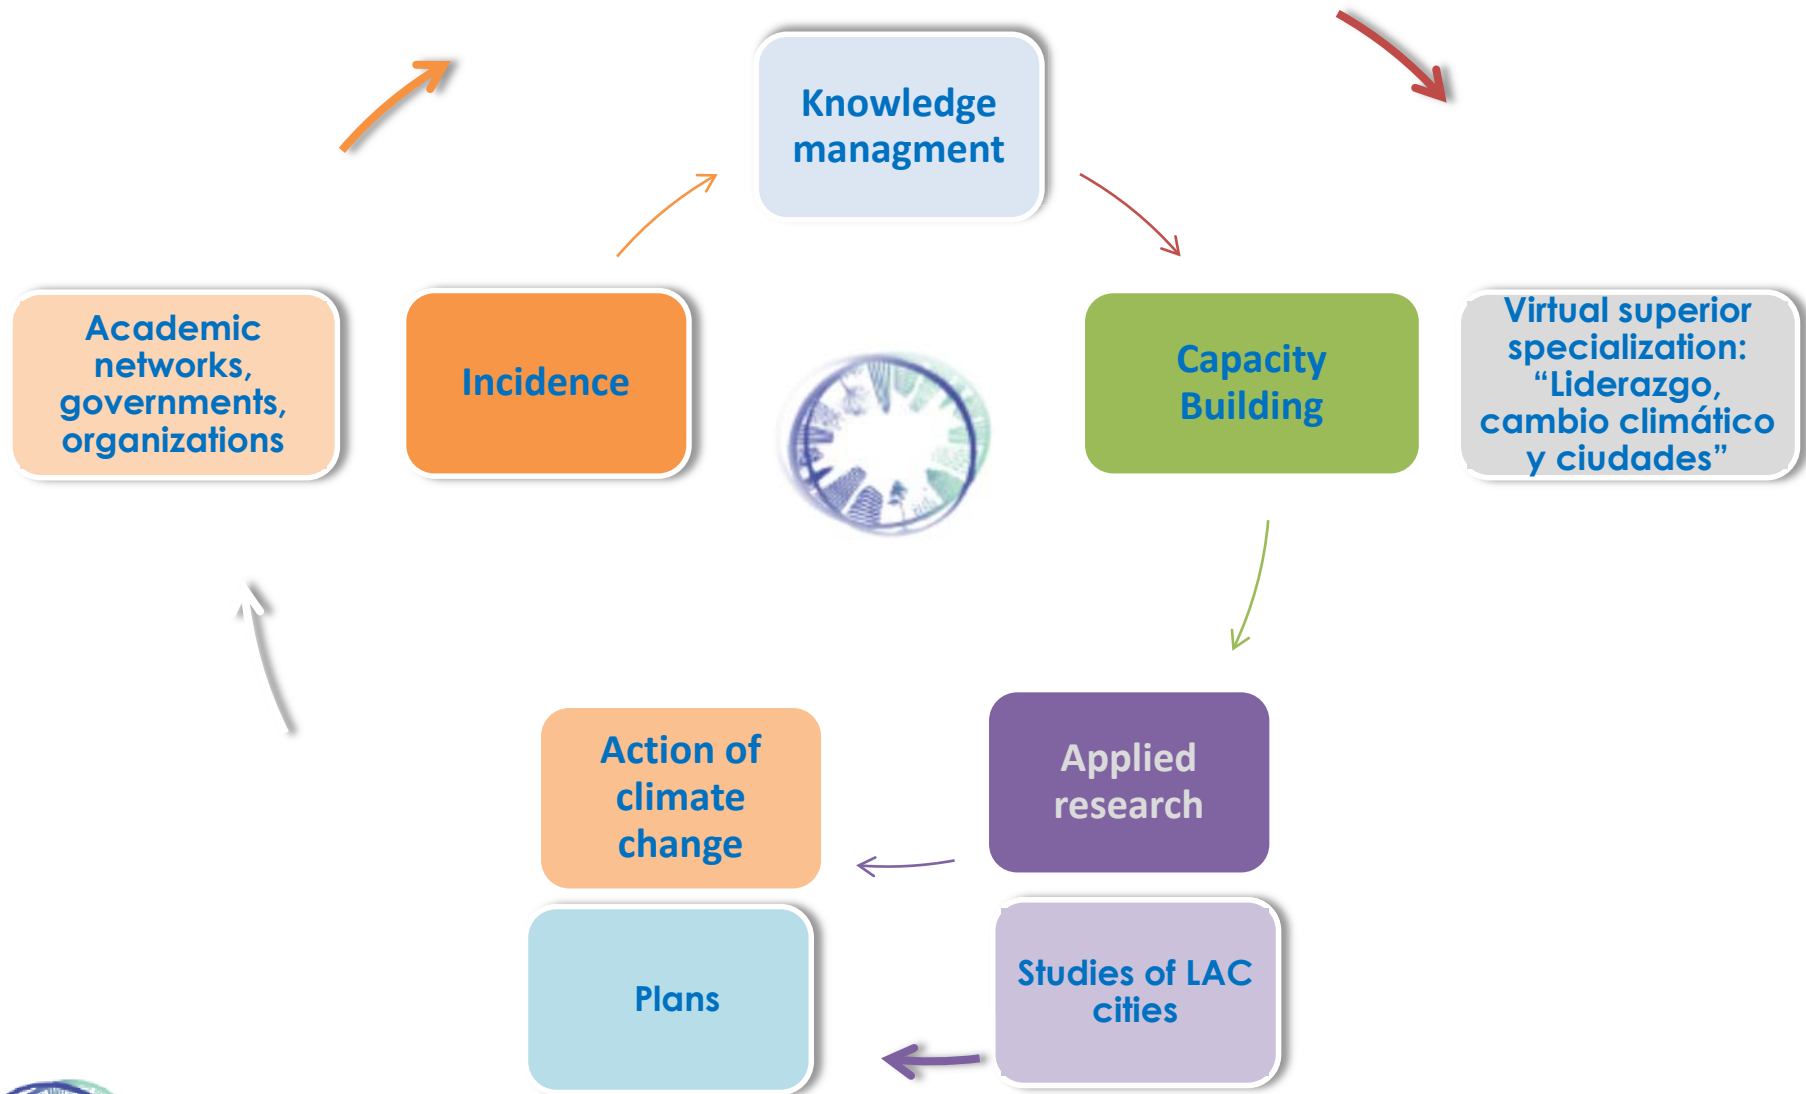 Knowledge
managment
Academic
networks,
governments,
organizations
Incidence
Capacity
Building
Virtual superior
specialization:
“Liderazgo,
cambio climático
y ciudades”
Action of
climate
change
Applied
research
Plans
Studies of LAC
cities